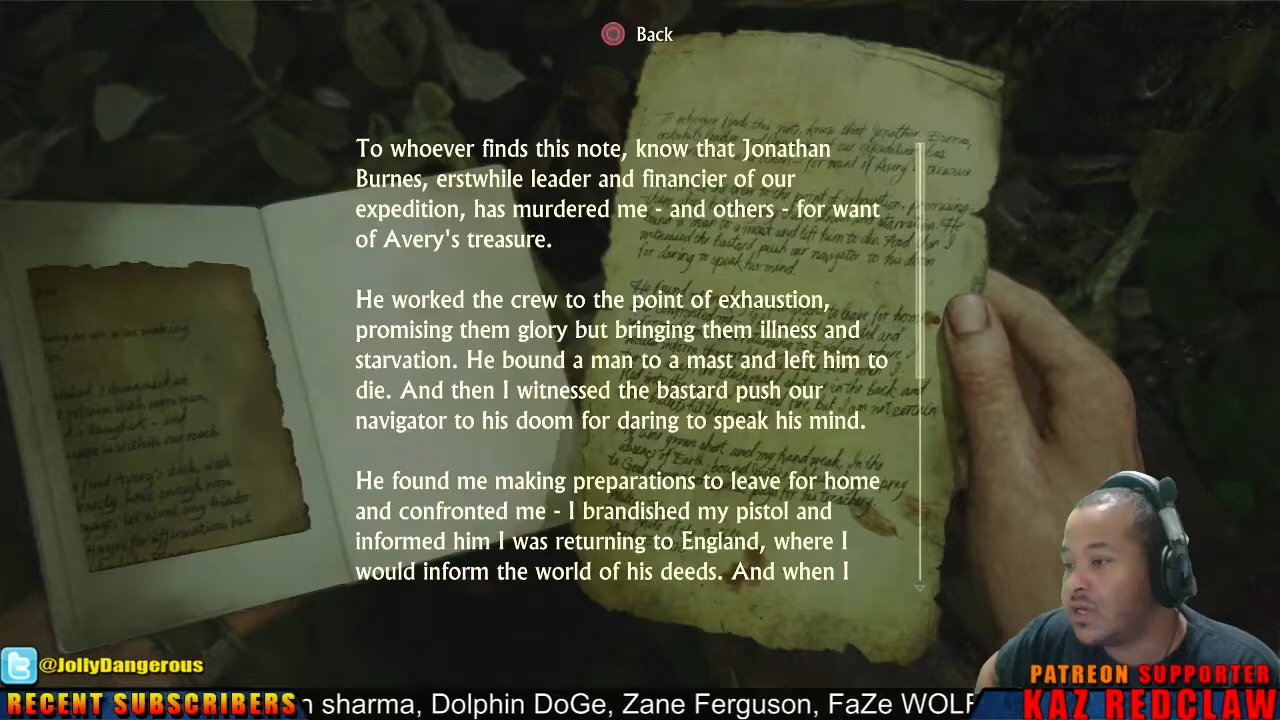 Back
To whoever finds this note, know that Jonathan
Burnes, erstwhile leader and financier of our
expedition, has murdered me - and others - for want
of Avery's treasure.
He worked the crew to the point of exhaustion,
promising them glory but bringing them illness and
starvation. He bound a man to a mast and left him to
die. And then I witnessed the bastard push our
navigator to his doom for daring to speak his mind.
He found me making preparations to leave for home
and confronted me - I brandished my pistol and
informed him I was returning to England, where I
would inform the world of his deeds. And when I
@JollyDangerous
RECENT SUBSCRIBERS
sharma, Dolphin DoGe, Zane Ferguson, FaZe WOLF
PATREON SUPPORTER
KAZ REDCLAW